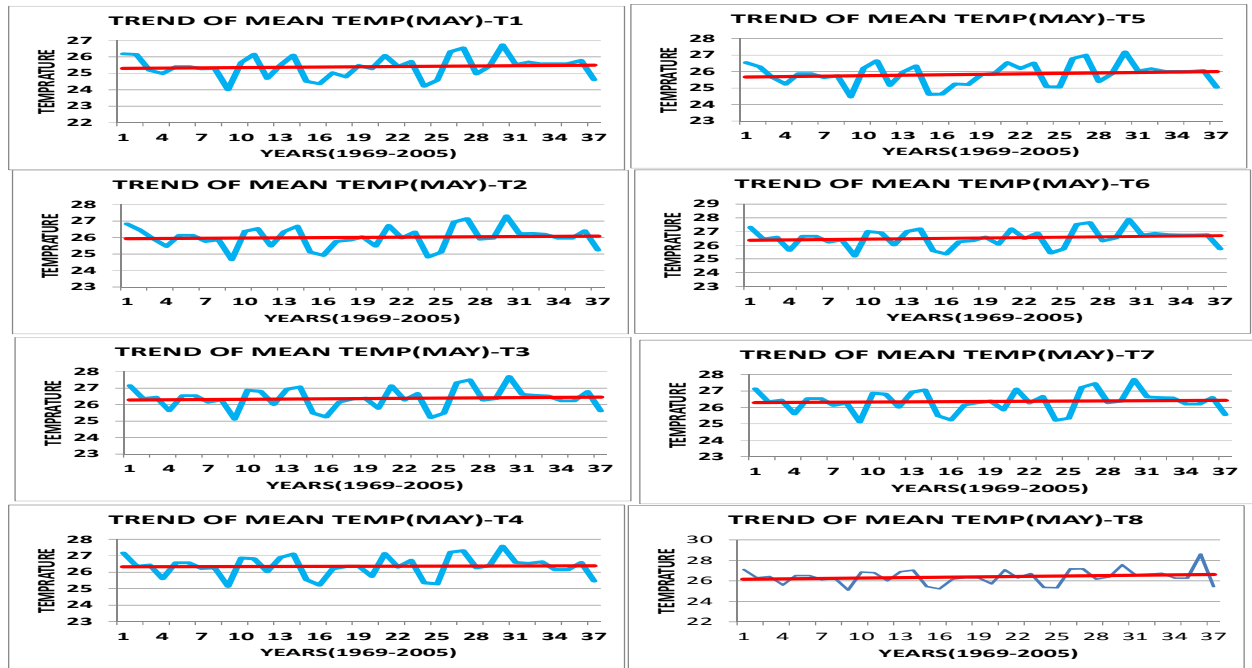 TREND OF MEAN TEMP(MAY)-T1
TEMPRATURE
27
26
25
24
23
22
1 4 7 10 13 16 19 22 25 28 31 34 37
YEARS(1969-2005)
TREND OF MEAN TEMP(MAY)-T5
TEMPRATURE
28
27
26
25
24
23
1 4 7 10 13 16 19 22 25 28 31 34 37
YEARS(1969-2005)
TREND OF MEAN TEMP(MAY)-T2
TEMPRATURE
28
27
26
25
24
23
1 4 7 10 13 16 19 22 25 28 31 34 37
YEARS(1969-2005)
TREND OF MEAN TEMP(MAY)-T6
TEMPRATURE
29
28
27
26
25
24
23
1 4 7 10 13 16 19 22 25 28 31 34 37
YEARS(1969-2005)
TREND OF MEAN TEMP(MAY)-T3
TEMPRATURE
28
27
26
25
24
23
1 4 7 10 13 16 19 22 25 28 31 34 37
YEARS(1969-2005)
TREND OF MEAN TEMP(MAY)-T7
TEMPRATURE
28
27
26
25
24
23
1 4 7 10 13 16 19 22 25 28 31 34 37
YEARS(1969-2005)
TREND OF MEAN TEMP(MAY)-T4
TEMPRATURE
28
27
26
25
24
23
1 4 7 10 13 16 19 22 25 28 31 34 37
YEARS(1969-2005)
TREND OF MEAN TEMP(MAY)-T8
TEMPRATURE
30
28
26
24
22
1 4 7 10 13 16 19 22 25 28 31 34 37
YEARS(1969-2005)